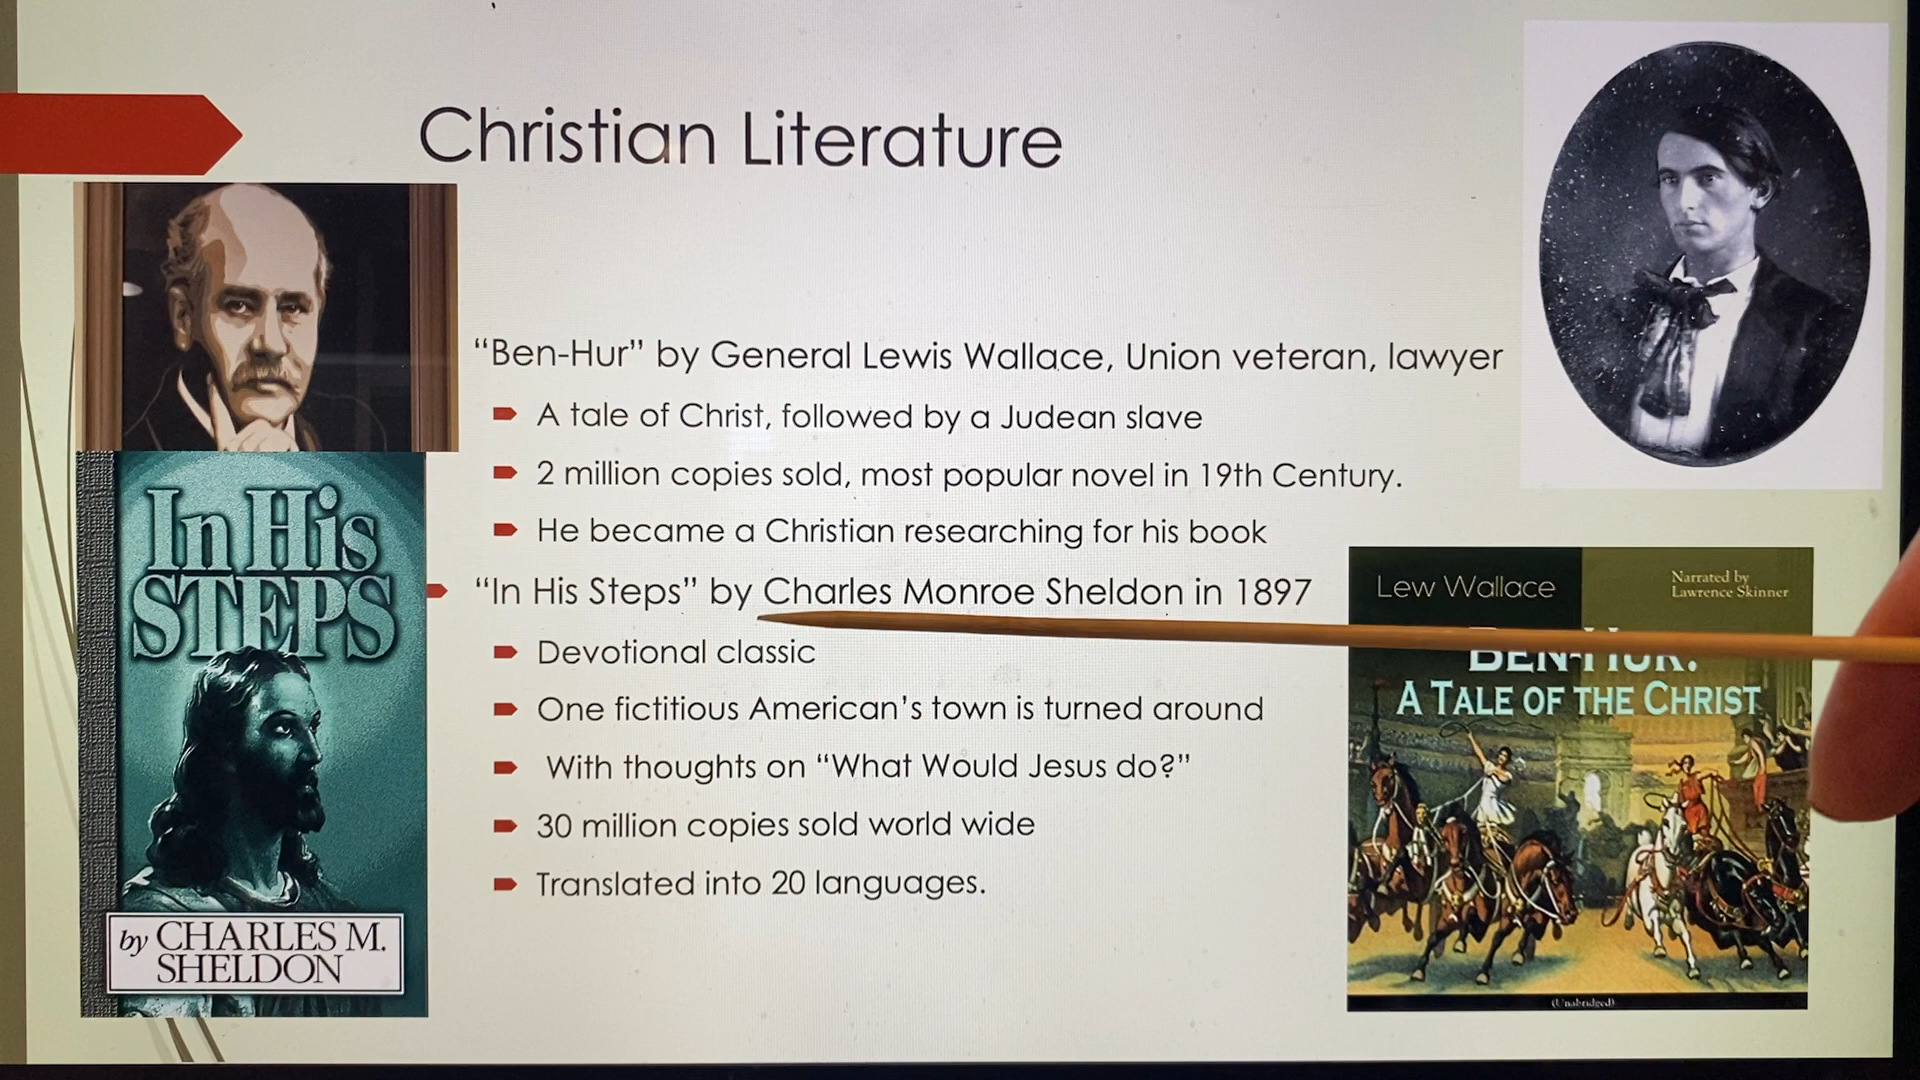 Christian Literature
“Ben-Hur” by General Lewis Wallace, Union veteran, lawyer
A tale of Christ, followed by a Judean slave
2 million copies sold, most popular novel in 19th Century.
He became a Christian researching for his book
“In His Steps” by Charles Monroe Sheldon in 1897
Devotional classic
One fictitious American’s town is turned around
With thoughts on “What Would Jesus do?”
30 million copies sold world wide
Translated into 20 languages.
In His
STEPS
by CHARLES M.
SHELDON
Lew Wallace
Narrated by
Lawrence Skinner
BEN-HUR:
A TALE OF THE CHRIST
(Unabridged)